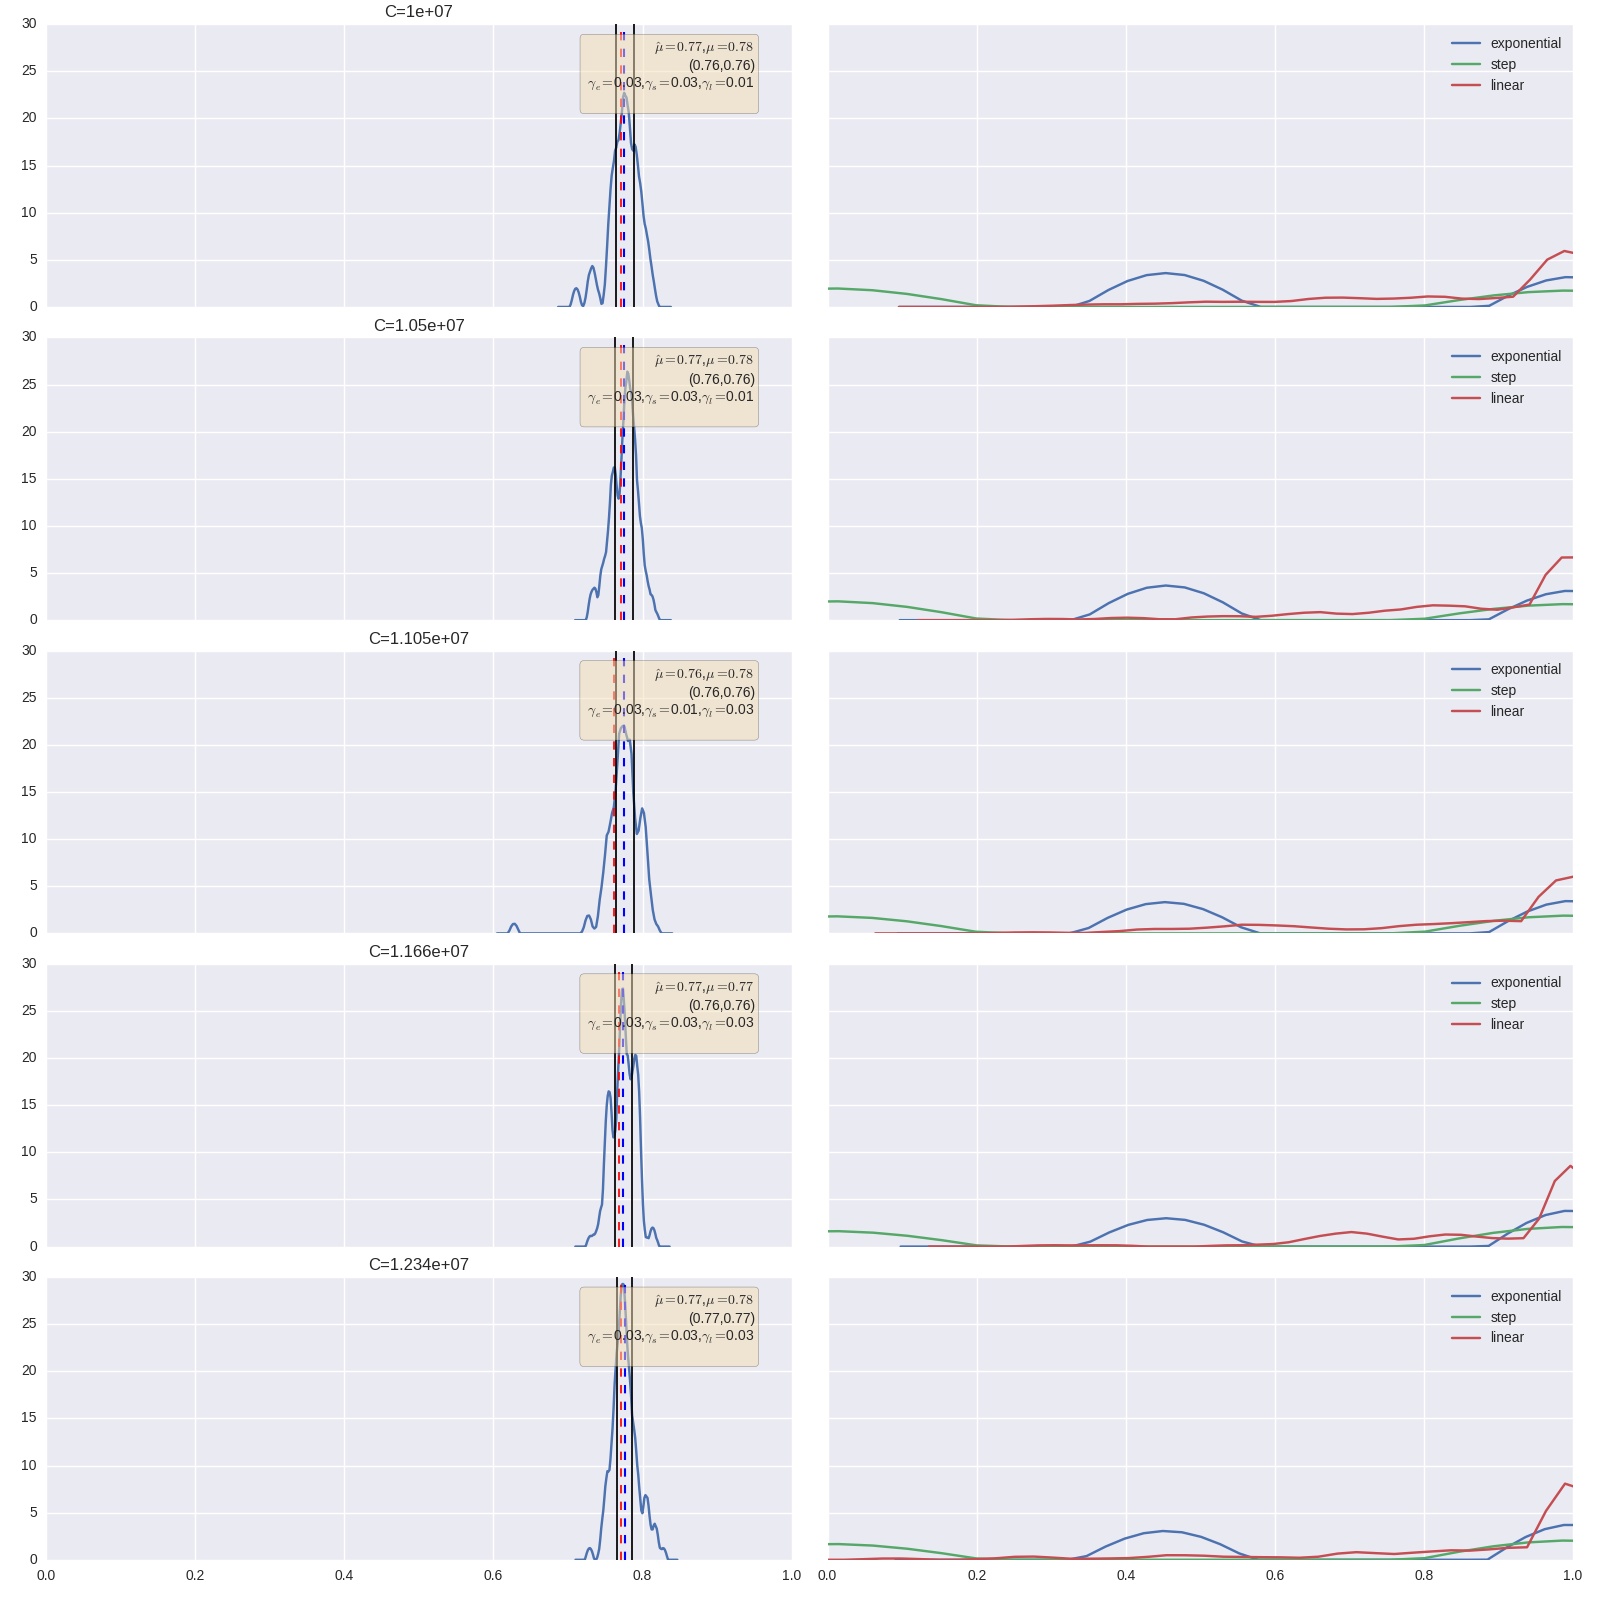 C=1e+07
30
25
20
15
10
5
0
μ̂=0.77,μ=0.78
(0.76,0.76)
γₑ=0.03,γₛ=0.03,γₗ=0.01
exponential
step
linear
C=1.05e+07
30
25
20
15
10
5
0
μ̂=0.77,μ=0.78
(0.76,0.76)
γₑ=0.03,γₛ=0.03,γₗ=0.01
exponential
step
linear
C=1.105e+07
30
25
20
15
10
5
0
μ̂=0.76,μ=0.78
(0.76,0.76)
γₑ=0.03,γₛ=0.01,γₗ=0.03
exponential
step
linear
C=1.166e+07
30
25
20
15
10
5
0
μ̂=0.77,μ=0.77
(0.76,0.76)
γₑ=0.03,γₛ=0.03,γₗ=0.03
exponential
step
linear
C=1.234e+07
30
25
20
15
10
5
0
μ̂=0.77,μ=0.78
(0.77,0.77)
γₑ=0.03,γₛ=0.03,γₗ=0.03
exponential
step
linear
0.0 0.2 0.4 0.6 0.8 1.0
0.0 0.2 0.4 0.6 0.8 1.0